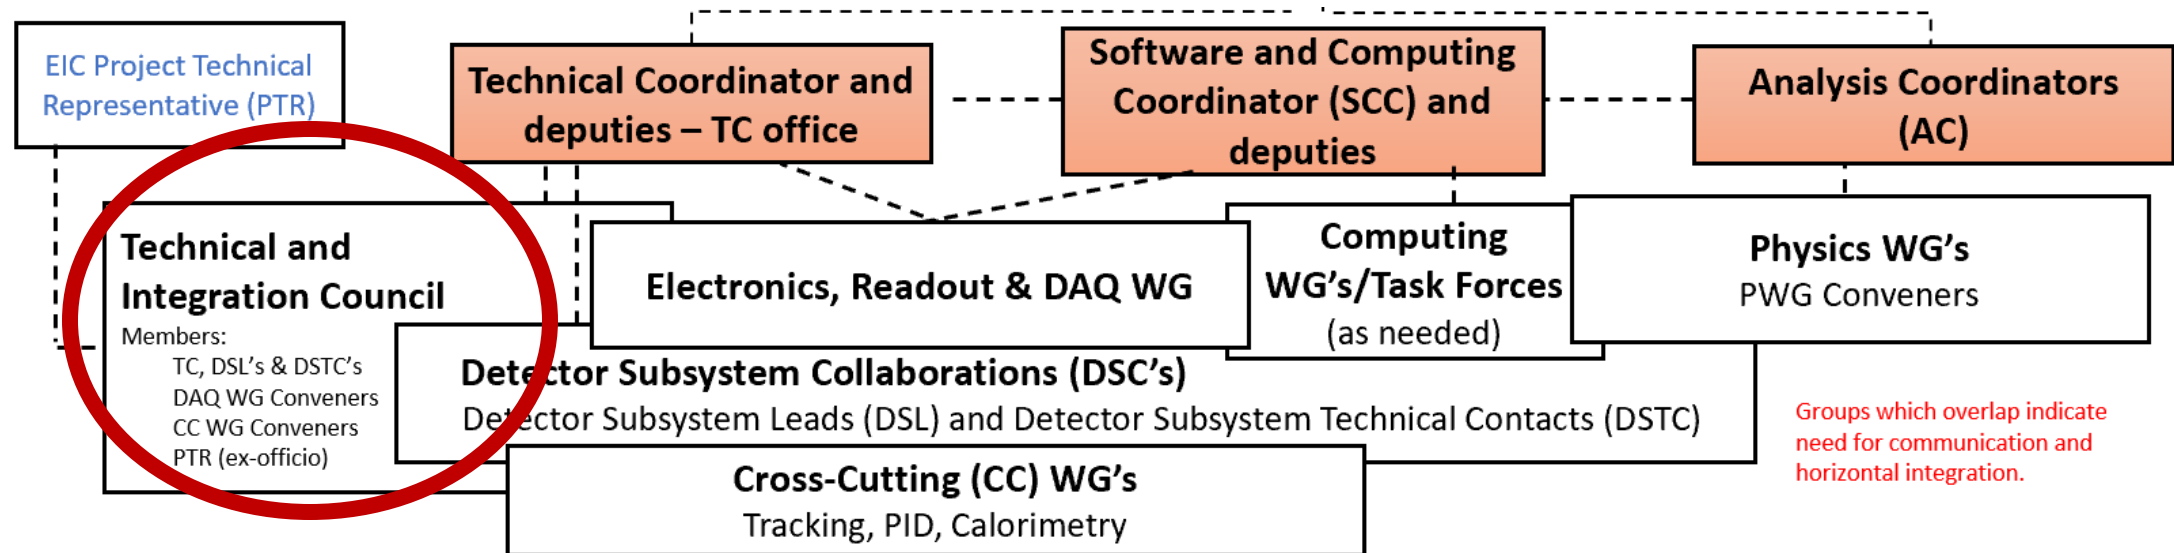 EIC Project Technical
Representative (PTR)
Technical Coordinator and
deputies – TC office
Software and Computing
Coordinator (SCC) and
deputies
Analysis Coordinators
(AC)
Technical and
Integration Council
Members:
TC, DSL's & DSTC's
DAQ WG Conveners
CC WG Conveners
PTR (ex-officio)
Electronics, Readout & DAQ WG
Computing
WG's/Task Forces
(as needed)
Physics WG's
PWG Conveners
Detector Subsystem Collaborations (DSC's)
Detector Subsystem Leads (DSL) and Detector Subsystem Technical Contacts (DSTC)
Cross-Cutting (CC) WG's
Tracking, PID, Calorimetry
Groups which overlap indicate
need for communication and
horizontal integration.